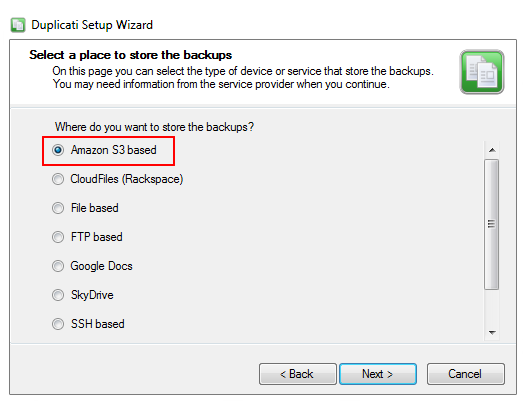 Duplicati Setup Wizard
Select a place to store the backups
On this page you can select the type of device or service that store the backups.
You may need information from the service provider when you continue.
Where do you want to store the backups?
Amazon S3 based
CloudFiles (Rackspace)
File based
FTP based
Google Docs
SkyDrive
SSH based
< Back
Next >
Cancel